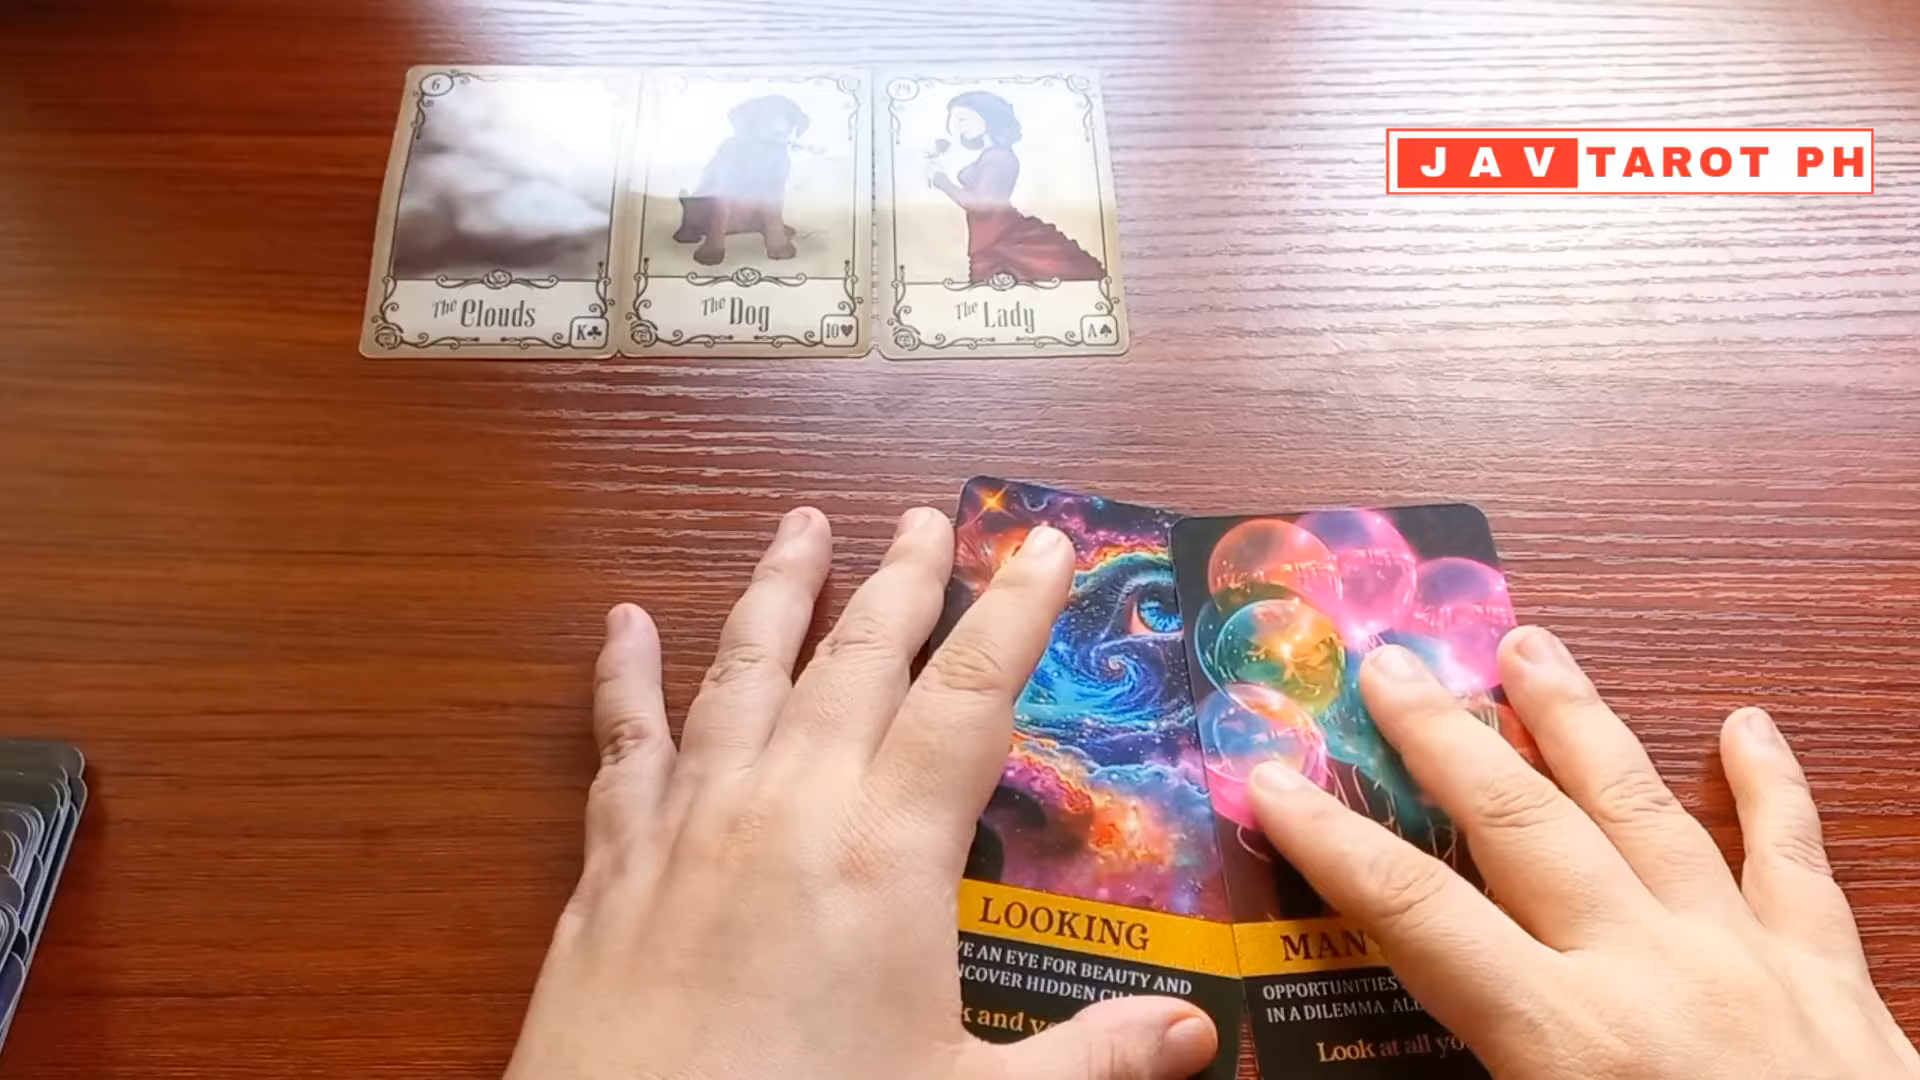 6
The Clouds
K♣
The Dog
10♥
29
The Lady
A♠
JAV TAROT PH
LOOKING
AN EYE FOR BEAUTY AND
HIDDEN
and
MAN
OPPORTUNITIES
IN A DILEMMA.
Look at all